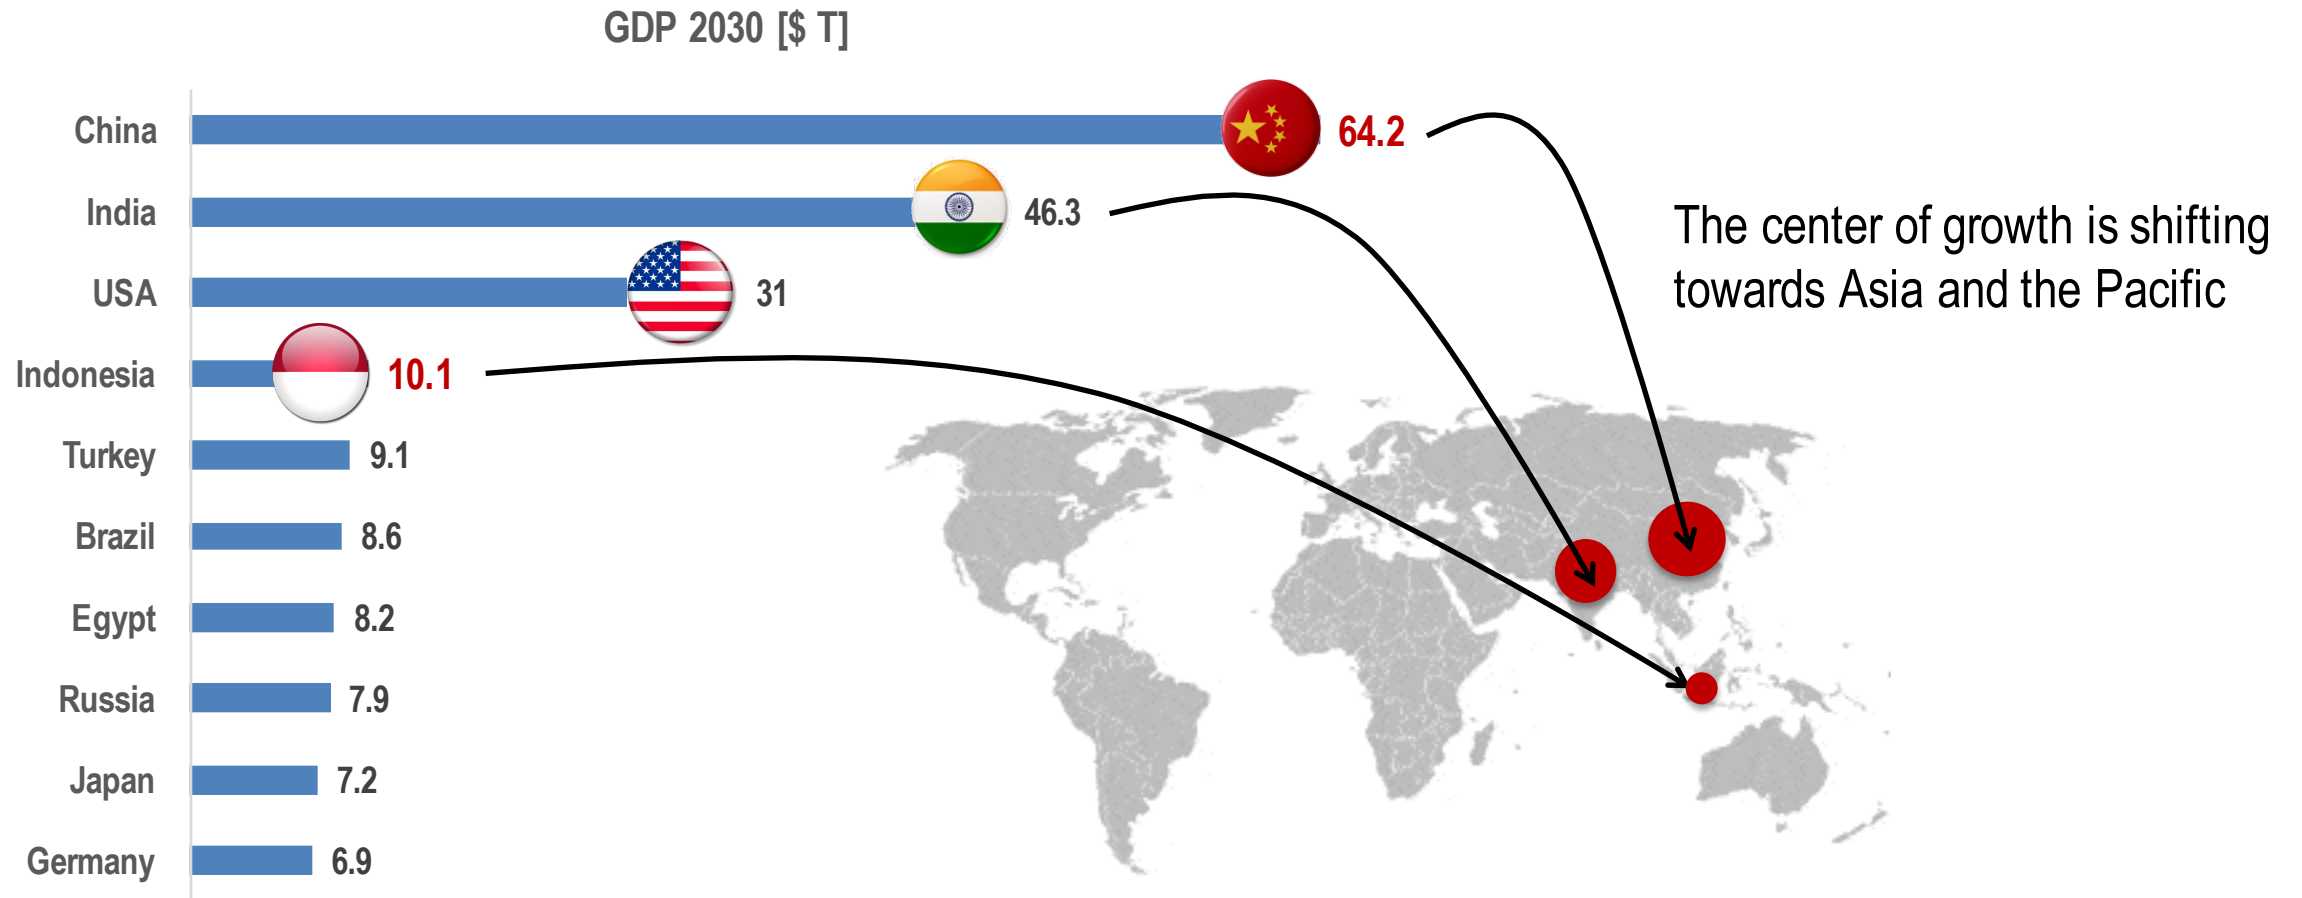 GDP 2030 [$ T]
China 64.2
India 46.3
USA 31
Indonesia 10.1
Turkey 9.1
Brazil 8.6
Egypt 8.2
Russia 7.9
Japan 7.2
Germany 6.9
The center of growth is shifting
towards Asia and the Pacific